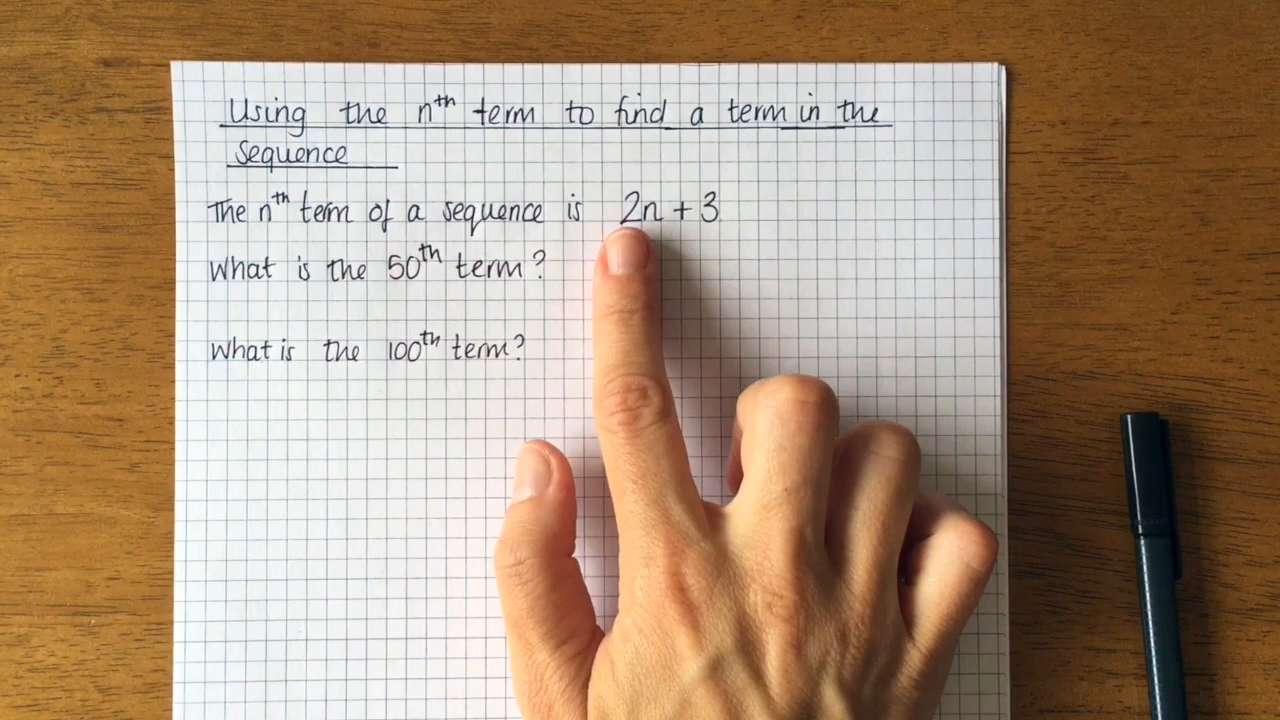 Using the nth term to find a term in the
Sequence
The nth term of a sequence is 2n + 3
What is the 50th term?
What is the 100th term?